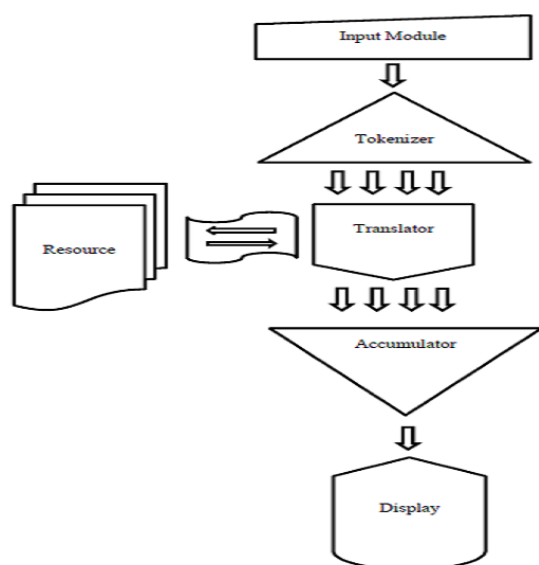 Input Module
Tokenizer
Resource
Translator
Accumulator
Display